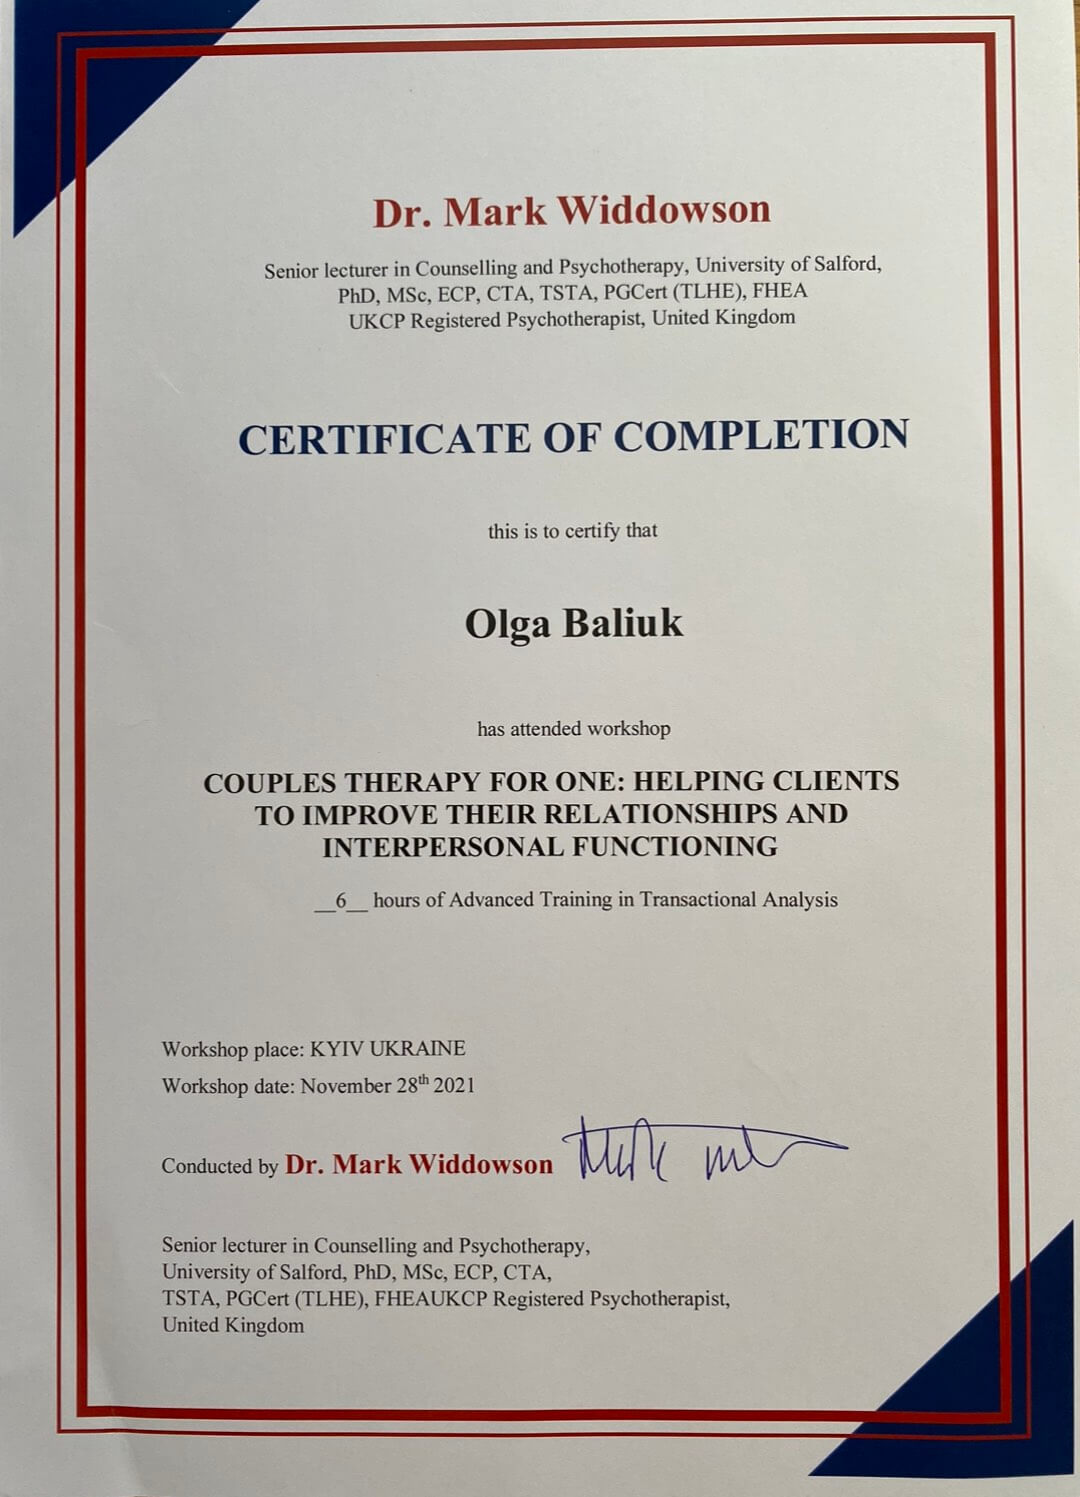 Dr. Mark Widdowson
Senior lecturer in Counselling and Psychotherapy, University of Salford,
PhD, MSc, ECP, CTA, TSTA, PGCert (TLHE), FHEA
UKCP Registered Psychotherapist, United Kingdom
CERTIFICATE OF COMPLETION
this is to certify that
Olga Baliuk
has attended workshop
COUPLES THERAPY FOR ONE: HELPING CLIENTS
TO IMPROVE THEIR RELATIONSHIPS AND
INTERPERSONAL FUNCTIONING
__6__ hours of Advanced Training in Transactional Analysis
Workshop place: KYIV UKRAINE
Workshop date: November 28th 2021
Conducted by Dr. Mark Widdowson
Senior lecturer in Counselling and Psychotherapy,
University of Salford, PhD, MSc, ECP, CTA,
TSTA, PGCert (TLHE), FHEAUKCP Registered Psychotherapist,
United Kingdom